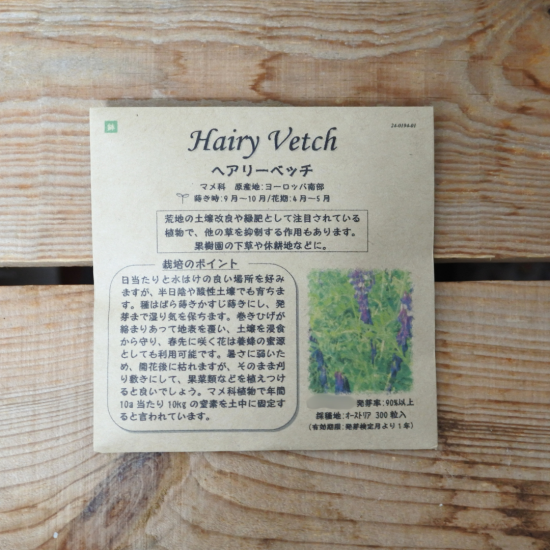 Hairy Vetch
24-0194-03
ヘアリーベッチ
マメ科 原産地:ヨーロッパ南部
蒔き時:9月～10月/花期:4月～5月
荒地の土壌改良や緑肥として注目されている
植物で、他の草を抑制する作用もあります。
果樹園の下草や休耕地などに。
栽培のポイント
日当たりと水はけの良い場所を好み
ますが、半日陰や酸性土壌でも育ちま
す。種はばら蒔きかすじ蒔きにし、発
芽まで湿り気を保ちます。巻きひげが
絡まりあって地表を覆い、土壌を浸食
から守り、春先に咲く花は養蜂の蜜源
としても利用可能です。暑さに弱いた
め、開花後に枯れますが、そのまま刈
り敷きにして、果菜類などを植えつけ
ると良いでしょう。マメ科植物で年間
10a当たり10kgの窒素を土中に固定す
ると言われています。
発芽率:90%以上
採種地:オーストリア 300粒入
(有効期限:発芽検定月より1年)